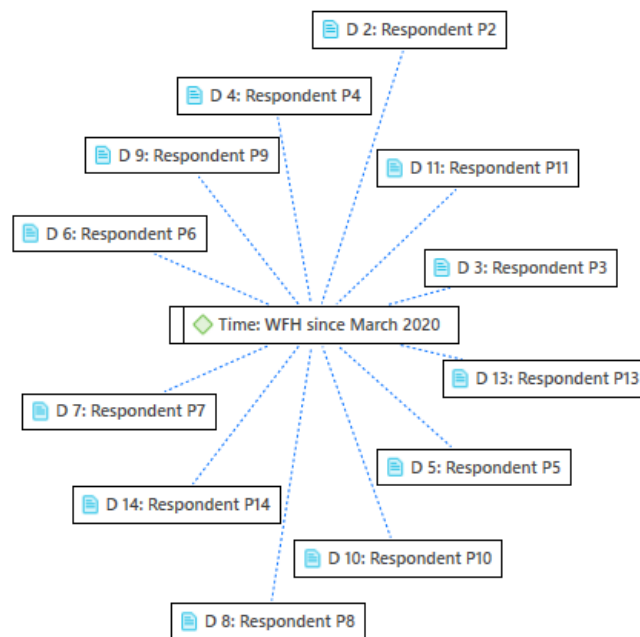 D 2: Respondent P2
D 4: Respondent P4
D 9: Respondent P9
D 11: Respondent P11
D 6: Respondent P6
D 3: Respondent P3
Time: WFH since March 2020
D 13: Respondent P13
D 7: Respondent P7
D 5: Respondent P5
D 14: Respondent P14
D 10: Respondent P10
D 8: Respondent P8